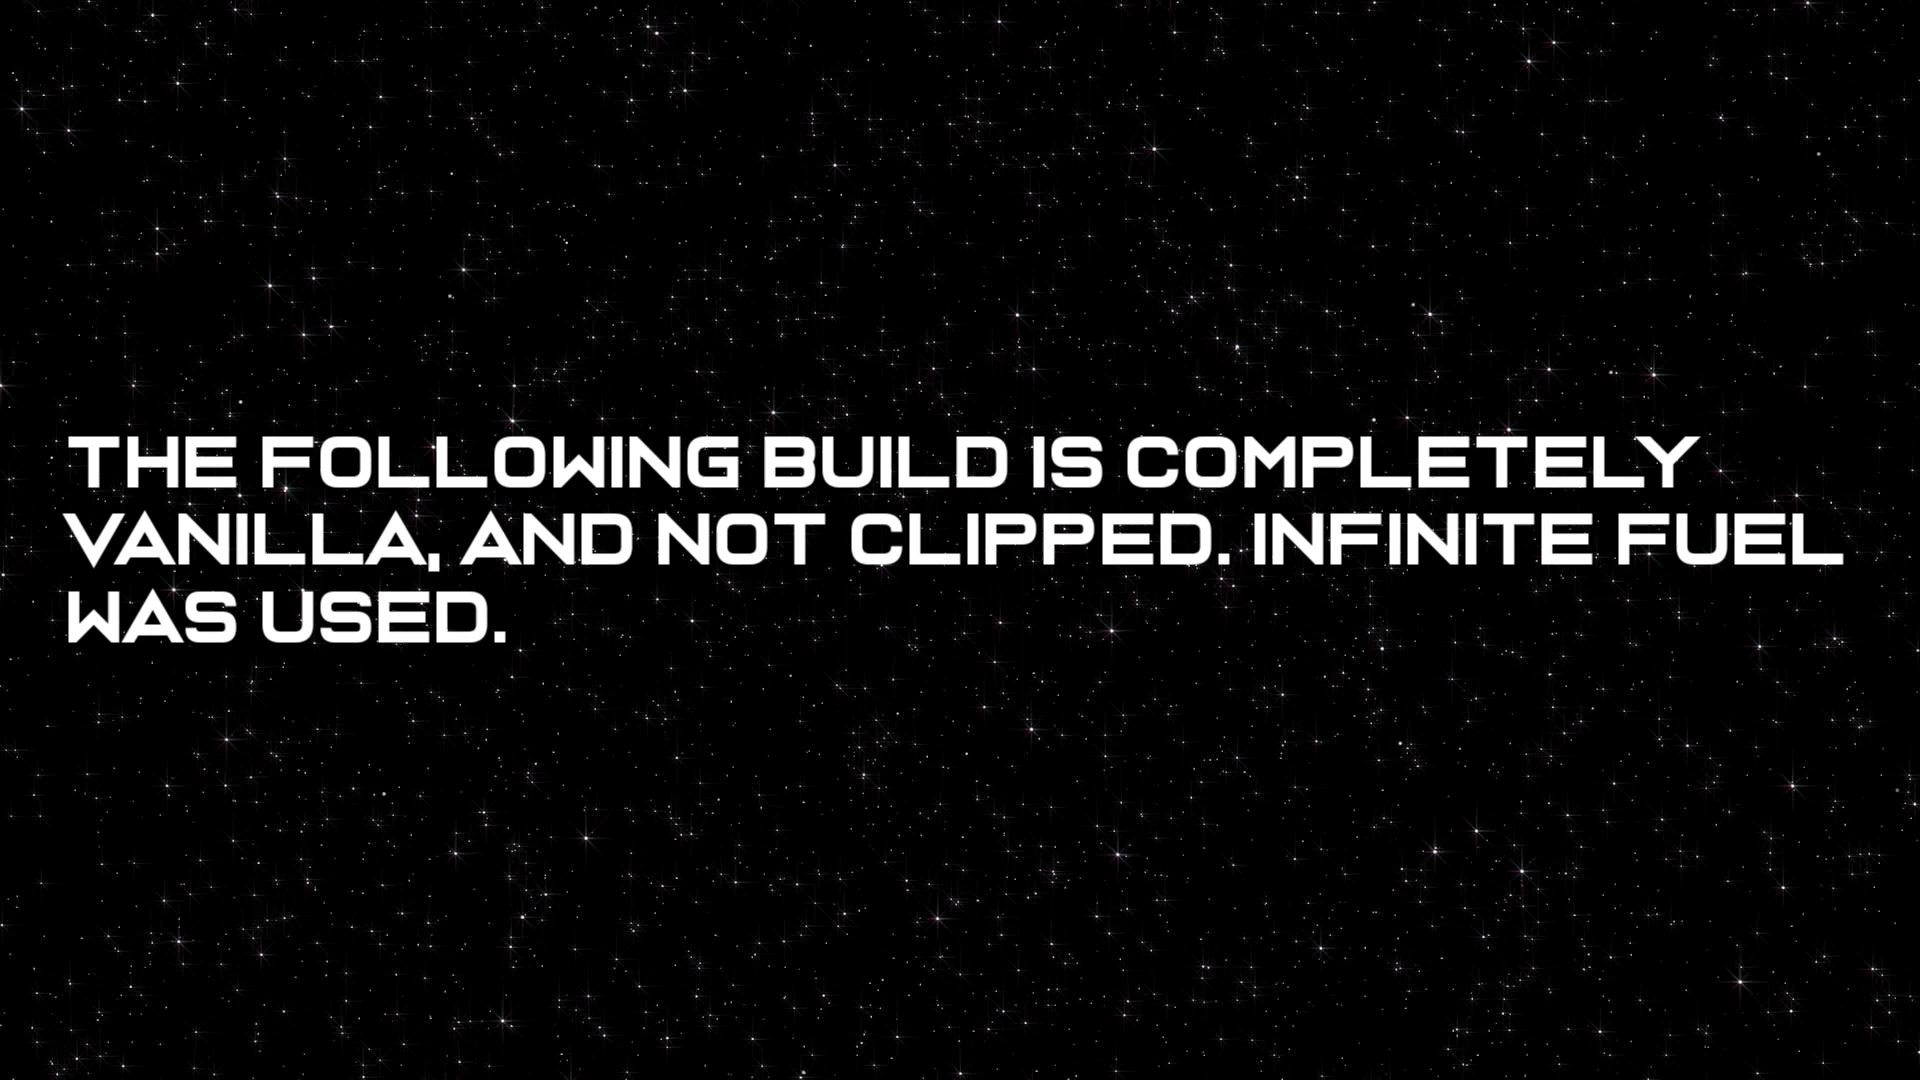 THE FOLLOWING BUILD IS COMPLETELY
VANILLA, AND NOT CLIPPED. INFINITE FUEL
WAS USED.